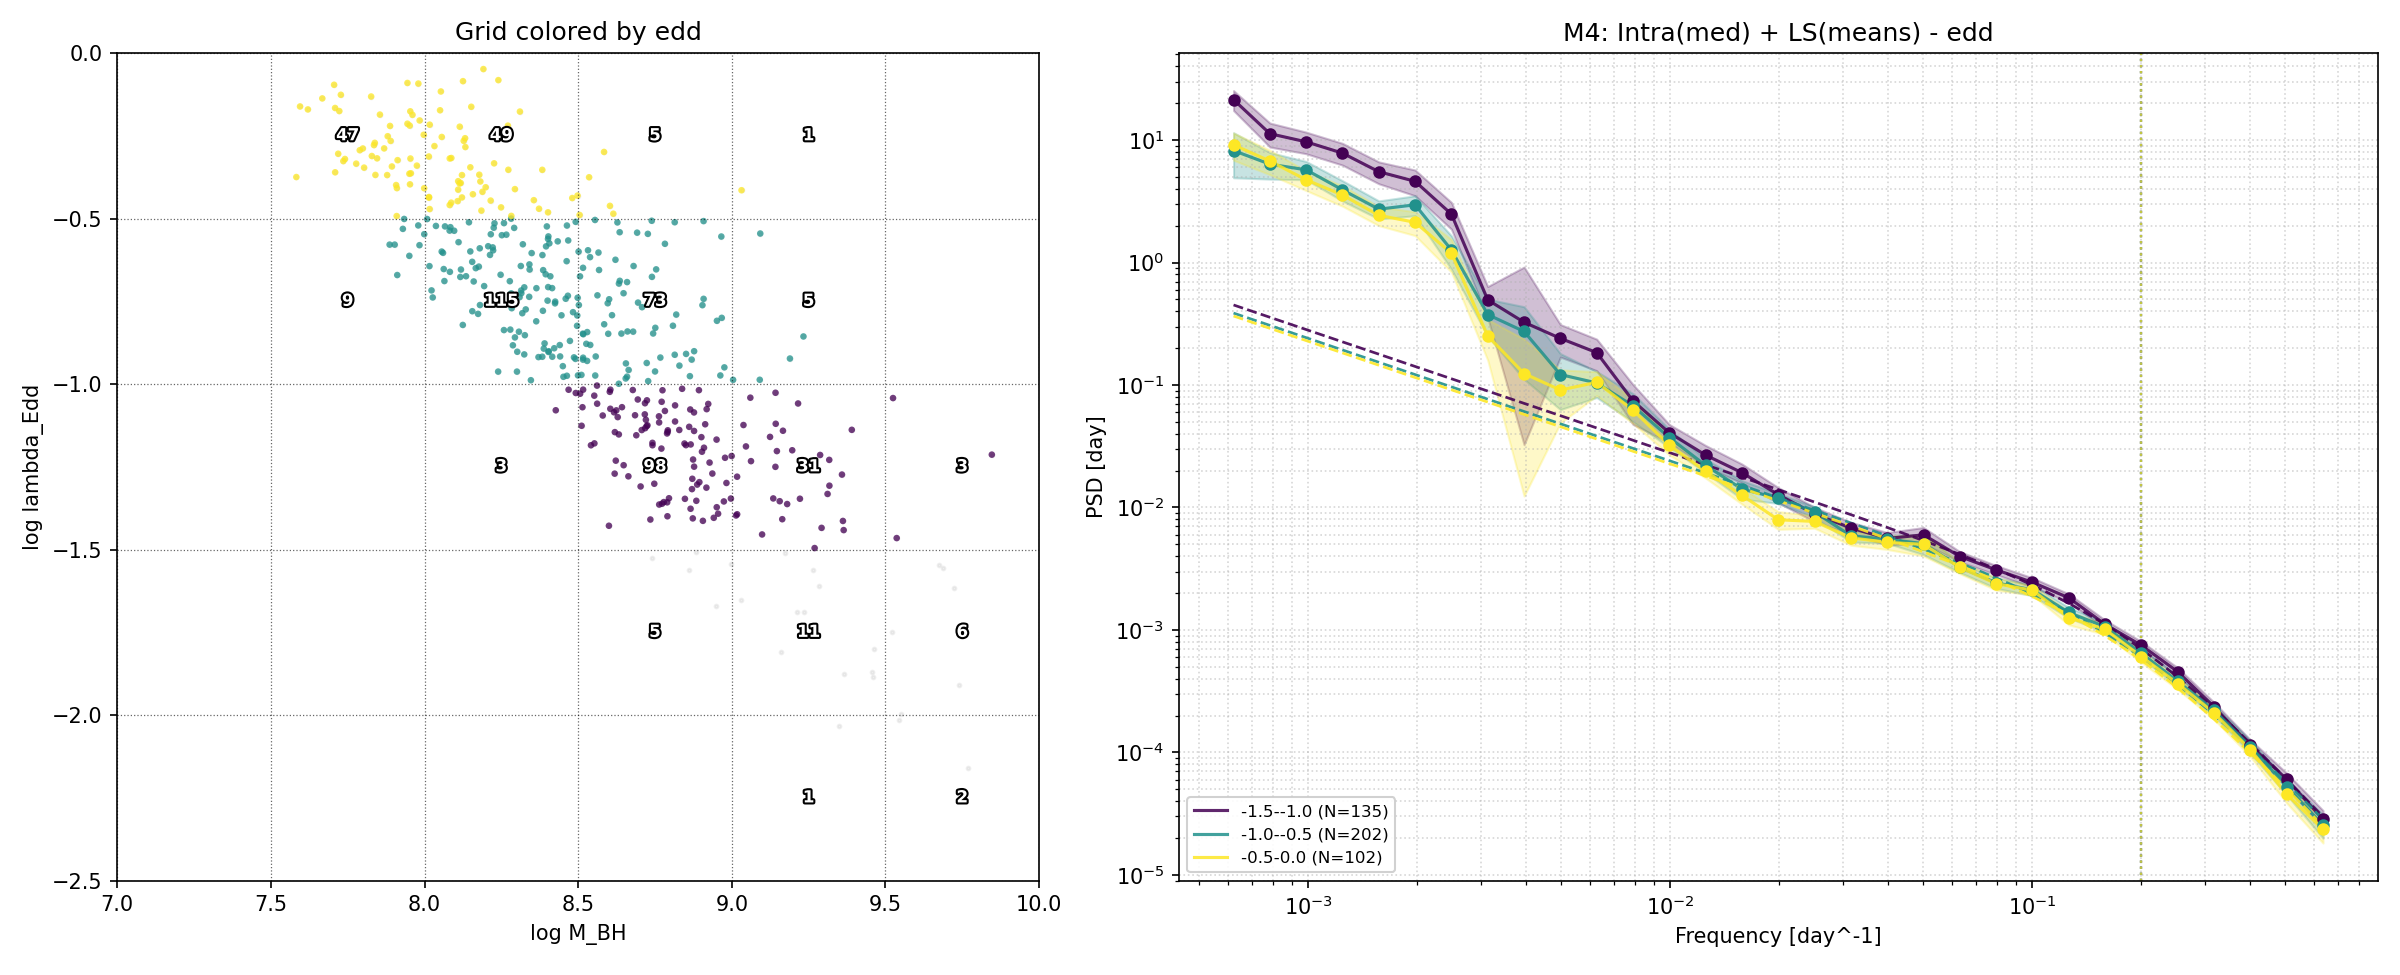 Grid colored by edd
0.0
−0.5
−1.0
−1.5
−2.0
−2.5
log lambda_Edd
47 49 5 1
9 115 73 5
3 98 31 3
5 11 6
1 2
7.0 7.5 8.0 8.5 9.0 9.5 10.0
log M_BH
M4: Intra(med) + LS(means) - edd
10¹
10⁰
10⁻¹
10⁻²
10⁻³
10⁻⁴
10⁻⁵
PSD [day]
-1.5--1.0 (N=135)
-1.0--0.5 (N=202)
-0.5-0.0 (N=102)
10⁻³ 10⁻² 10⁻¹
Frequency [day^-1]